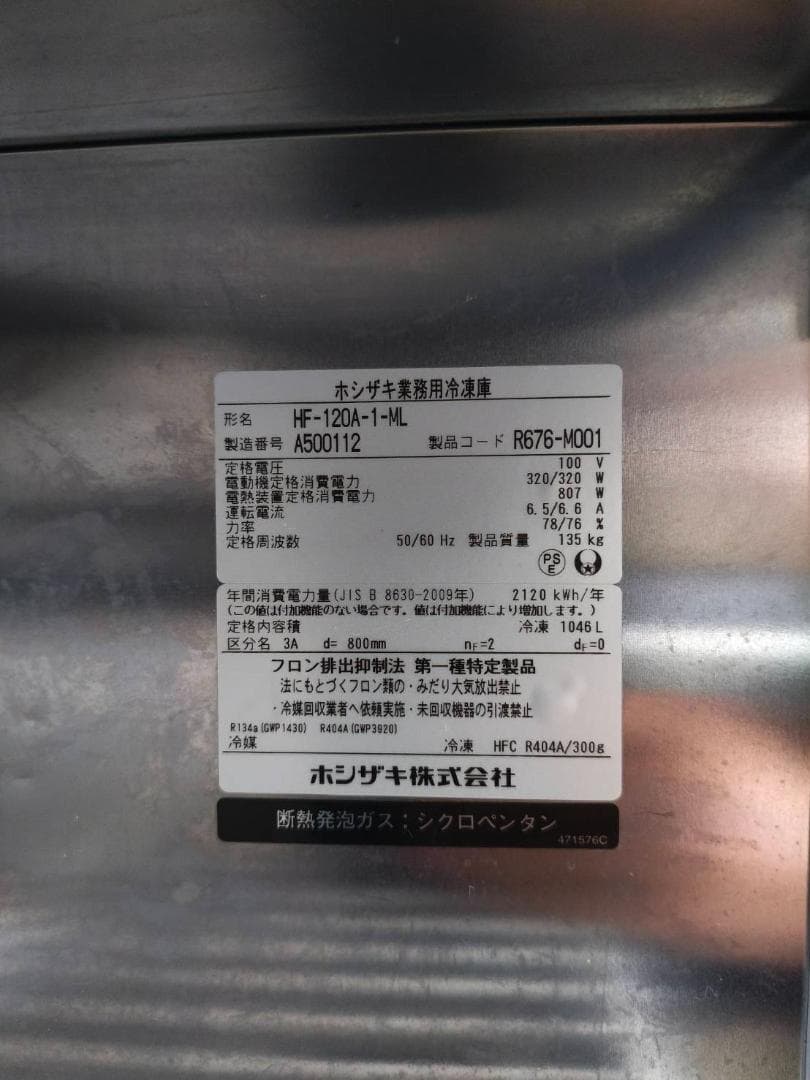 ホシザキ業務用冷凍庫
形名 HF-120A-1-ML
製造番号 A500112 製品コード R676-M001
定格電圧 100 V
電動機定格消費電力 320/320 W
電熱装置定格消費電力 807 W
運転電流 6.5/6.6 A
力率 78/76 %
定格周波数 50/60 Hz 製品質量 135 kg
PS E
年間消費電力量(JIS B 8630-2009年) 2120 kWh/年
(この値は付加機能のない場合です。値は付加機能により増加します。)
定格内容積 冷凍 1046 L
区分名 3A d= 800mm nF=2 dF=0
フロン排出抑制法 第一種特定製品
法にもとづくフロン類の・みだり大気放出禁止
・冷媒回収業者へ依頼実施・未回収機器の引渡禁止
R134a(GWP1430) R404A(GWP3920)
冷媒 冷凍 HFC R404A/300g
ホシザキ株式会社
断熱発泡ガス：シクロペンタン
471576C